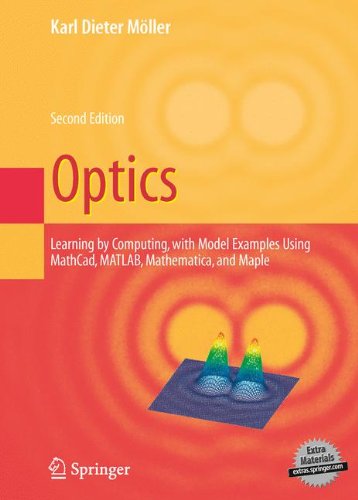 Karl Dieter Möller
Second Edition
Optics
Learning by Computing, with Model Examples Using
MathCad, MATLAB, Mathematica, and Maple
Extra
Materials
extras.springer.com
Springer